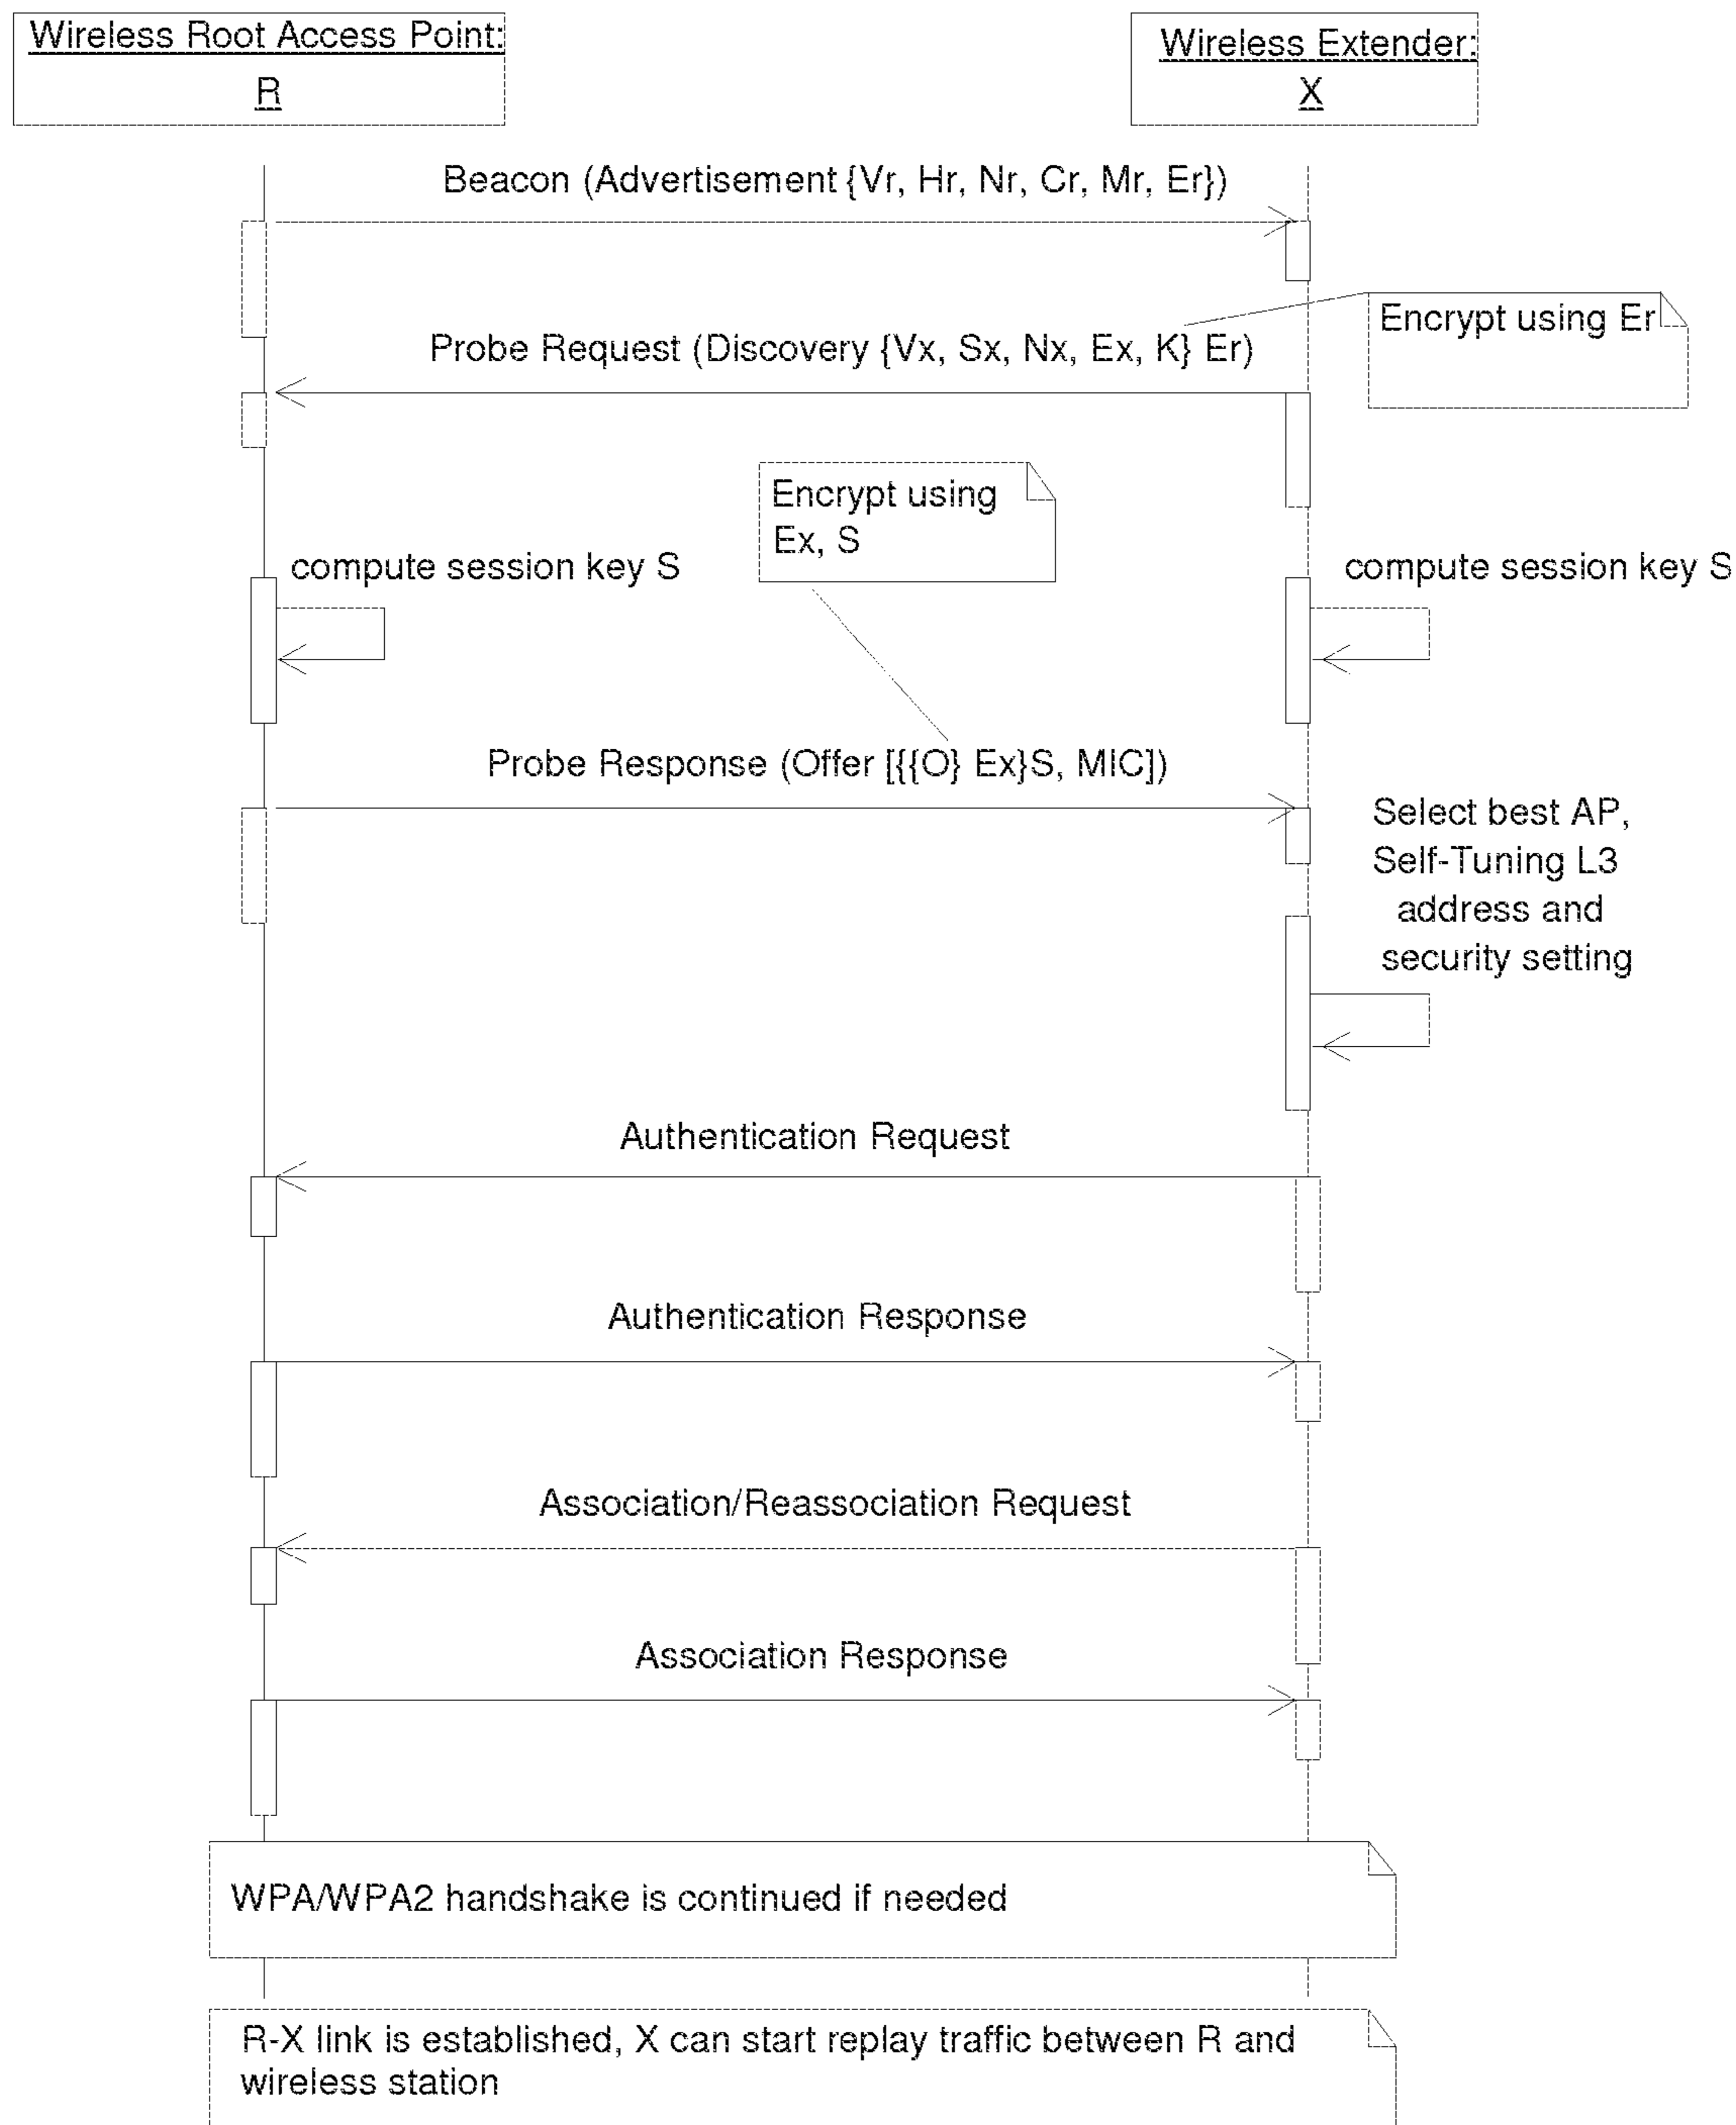 Wireless Root Access Point:
R
Wireless Extender:
X
Beacon (Advertisement {Vr, Hr, Nr, Cr, Mr, Er})
Encrypt using Er
Probe Request (Discovery {Vx, Sx, Nx, Ex, K} Er)
Encrypt using
Ex, S
compute session key S
compute session key S
Probe Response (Offer [{{O} Ex}S, MIC])
Select best AP,
Self-Tuning L3
address and
security setting
Authentication Request
Authentication Response
Association/Reassociation Request
Association Response
WPA/WPA2 handshake is continued if needed
R-X link is established, X can start replay traffic between R and
wireless station